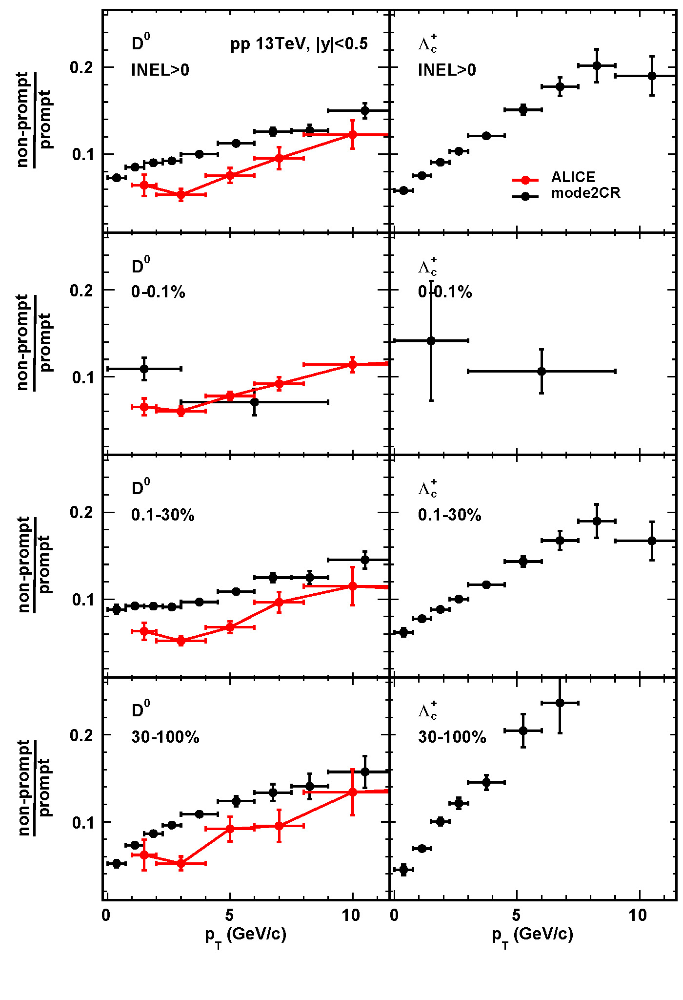 D⁰ pp 13TeV, |y|<0.5
INEL>0
Λc⁺
INEL>0
ALICE
mode2CR
non-prompt
prompt
0.2
0.1
D⁰
0-0.1%
Λc⁺
0-0.1%
non-prompt
prompt
0.2
0.1
D⁰
0.1-30%
Λc⁺
0.1-30%
non-prompt
prompt
0.2
0.1
D⁰
30-100%
Λc⁺
30-100%
non-prompt
prompt
0.2
0.1
0 5 10 0 5 10
pT (GeV/c) pT (GeV/c)